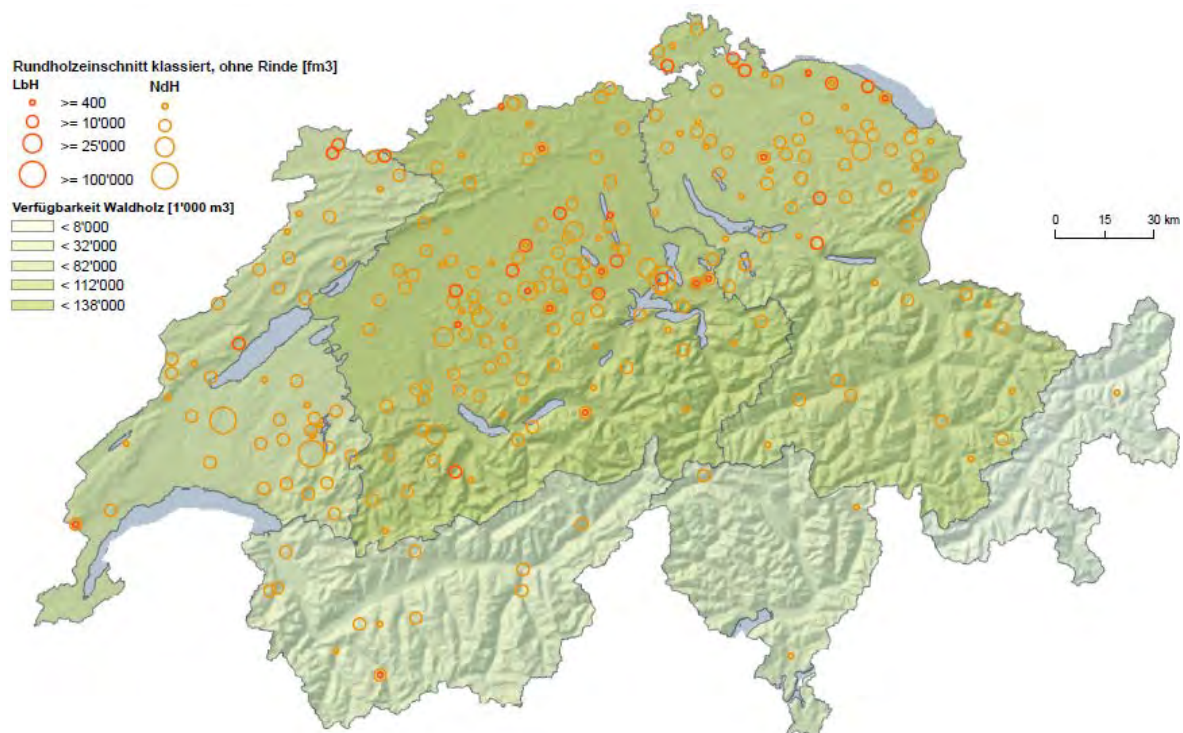 Rundholzeinschnitt klassiert, ohne Rinde [fm3]
LbH NdH
>= 400
>= 10'000
>= 25'000
>= 100'000
Verfügbarkeit Waldholz [1'000 m3]
< 8'000
< 32'000
< 82'000
< 112'000
< 138'000
0 15 30 km